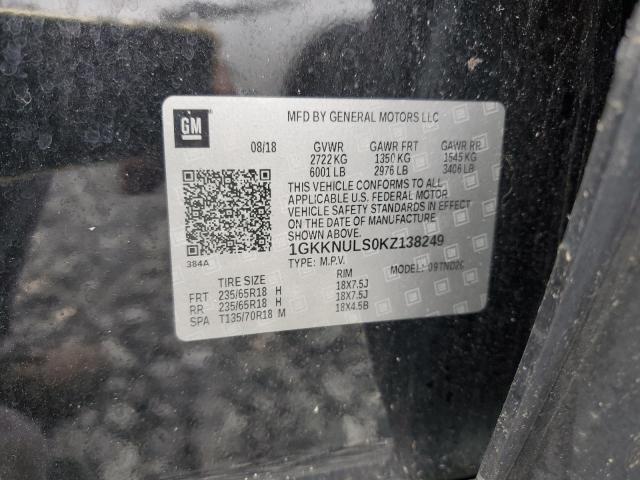 GM
MFD BY GENERAL MOTORS LLC
08/18 GVWR GAWR FRT GAWR RR
2722 KG 1350 KG 1545 KG
6001 LB 2976 LB 3406 LB
THIS VEHICLE CONFORMS TO ALL
APPLICABLE U.S. FEDERAL MOTOR
VEHICLE SAFETY STANDARDS IN EFFECT
ON THE DATE OF MANUFACTURE
SHOWN ABOVE.
384A
1GKKNULS0KZ138249
TYPE: M.P.V. MODEL: 09TND26
TIRE SIZE RIM
FRT 235/65R18 H 18X7.5J
RR 235/65R18 H 18X7.5J
SPA T135/70R18 M 18X4.5B